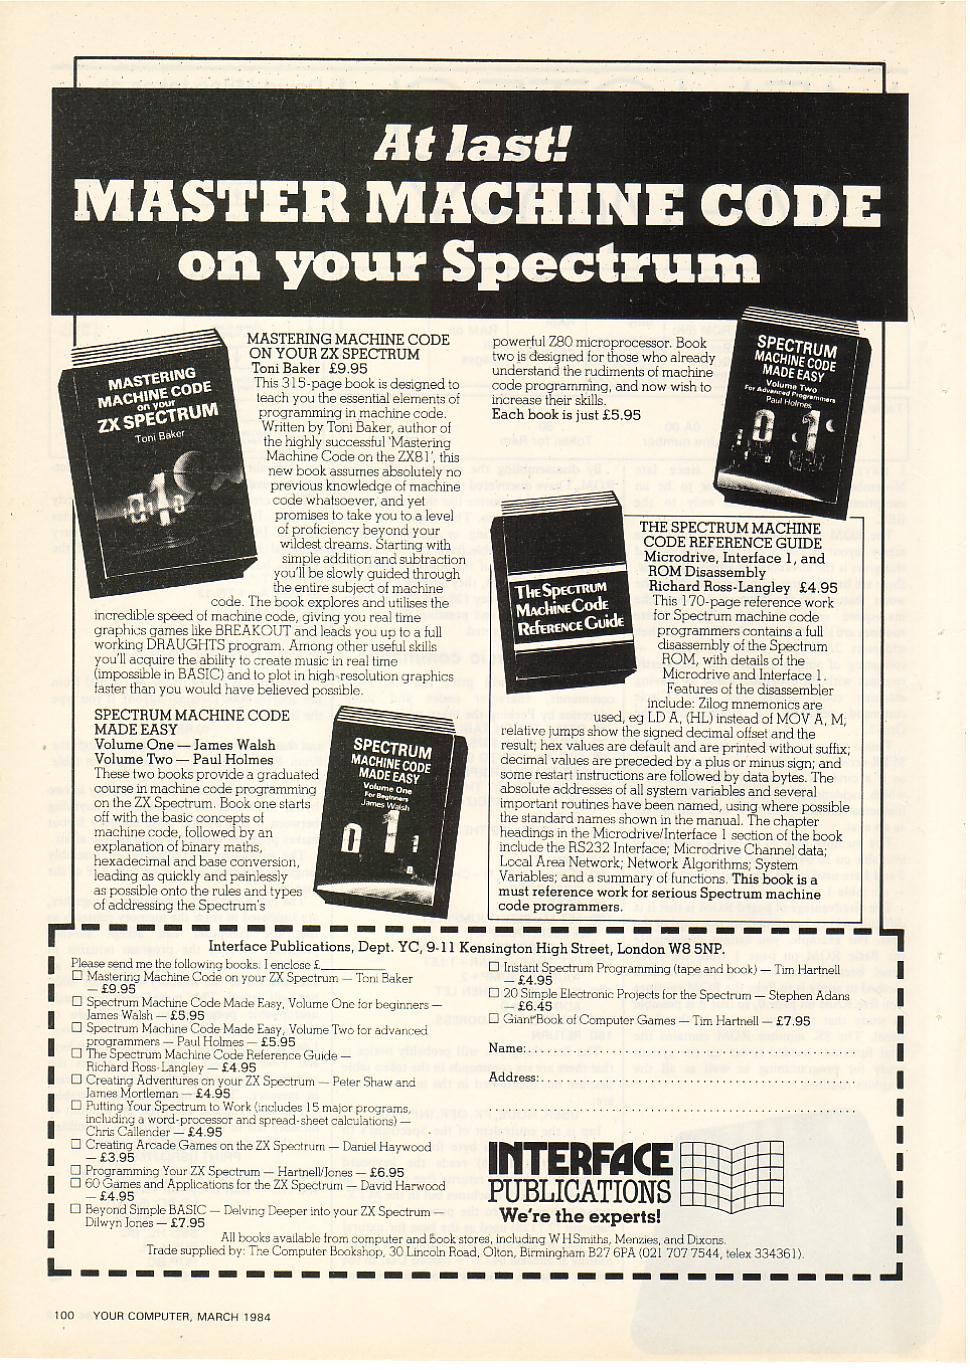 At last!
MASTER MACHINE CODE
on your Spectrum
MASTERING
MACHINE CODE
on your
ZX SPECTRUM
Toni Baker
MASTERING MACHINE CODE
ON YOUR ZX SPECTRUM
Toni Baker £9.95
This 315-page book is designed to
teach you the essential elements of
programming in machine code.
Written by Toni Baker, author of
the highly successful 'Mastering
Machine Code on the ZX81', this
new book assumes absolutely no
previous knowledge of machine
code whatsoever, and yet
promises to take you to a level
of proficiency beyond your
wildest dreams. Starting with
simple addition and subtraction
you'll be slowly guided through
the entire subject of machine
code. The book explores and utilises the
incredible speed of machine code, giving you real time
graphics games like BREAKOUT and leads you up to a full
working DRAUGHTS program. Among other useful skills
you'll acquire the ability to create music in real time
(impossible in BASIC) and to plot in high-resolution graphics
faster than you would have believed possible.
SPECTRUM MACHINE CODE
MADE EASY
Volume One — James Walsh
Volume Two — Paul Holmes
These two books provide a graduated
course in machine code programming
on the ZX Spectrum. Book one starts
off with the basic concepts of
machine code, followed by an
explanation of binary maths,
hexadecimal and base conversion,
leading as quickly and painlessly
as possible onto the rules and types
of addressing the Spectrum's
SPECTRUM
MACHINE CODE
MADE EASY
Volume One
For Beginners
James Walsh
powerful Z80 microprocessor. Book
two is designed for those who already
understand the rudiments of machine
code programming, and now wish to
increase their skills.
Each book is just £5.95
SPECTRUM
MACHINE CODE
MADE EASY
Volume Two
For Advanced Programmers
Paul Holmes
The Spectrum
Machine Code
Reference Guide
THE SPECTRUM MACHINE
CODE REFERENCE GUIDE
Microdrive, Interface 1, and
ROM Disassembly
Richard Ross-Langley £4.95
This 170-page reference work
for Spectrum machine code
programmers contains a full
disassembly of the Spectrum
ROM, with details of the
Microdrive and Interface 1.
Features of the disassembler
include: Zilog mnemonics are
used, eg LD A, (HL) instead of MOV A, M,
relative jumps show the signed decimal offset and the
result; hex values are default and are printed without suffix;
decimal values are preceded by a plus or minus sign; and
some restart instructions are followed by data bytes. The
absolute addresses of all system variables and several
important routines have been named, using where possible
the standard names shown in the manual. The chapter
headings in the Microdrive/Interface 1 section of the book
include the RS232 Interface; Microdrive Channel data;
Local Area Network; Network Algorithms; System
Variables; and a summary of functions. This book is a
must reference work for serious Spectrum machine
code programmers.
Interface Publications, Dept. YC, 9-11 Kensington High Street, London W8 5NP.
Please send me the following books. I enclose £
☐ Mastering Machine Code on your ZX Spectrum — Toni Baker
— £9.95
☐ Spectrum Machine Code Made Easy, Volume One for beginners —
James Walsh — £5.95
☐ Spectrum Machine Code Made Easy, Volume Two for advanced
programmers — Paul Holmes — £5.95
☐ The Spectrum Machine Code Reference Guide —
Richard Ross-Langley — £4.95
☐ Creating Adventures on your ZX Spectrum — Peter Shaw and
James Mortleman — £4.95
☐ Putting Your Spectrum to Work (includes 15 major programs,
including a word-processor and spread-sheet calculations) —
Chris Callender — £4.95
☐ Creating Arcade Games on the ZX Spectrum — Daniel Haywood
— £3.95
☐ Programming Your ZX Spectrum — Hartnell/Jones — £6.95
☐ 60 Games and Applications for the ZX Spectrum — David Harwood
— £4.95
☐ Beyond Simple BASIC — Delving Deeper into your ZX Spectrum —
Dilwyn Jones — £7.95
☐ Instant Spectrum Programming (tape and book) — Tim Hartnell
— £4.95
☐ 20 Simple Electronic Projects for the Spectrum — Stephen Adans
— £6.45
☐ Giant Book of Computer Games — Tim Hartnell — £7.95
Name:
Address:
INTERFACE
PUBLICATIONS
We're the experts!
All books available from computer and book stores, including WHSmiths, Menzies, and Dixons.
Trade supplied by: The Computer Bookshop, 30 Lincoln Road, Olton, Birmingham B27 6PA (021 707 7544, telex 334361).
100 YOUR COMPUTER, MARCH 1984